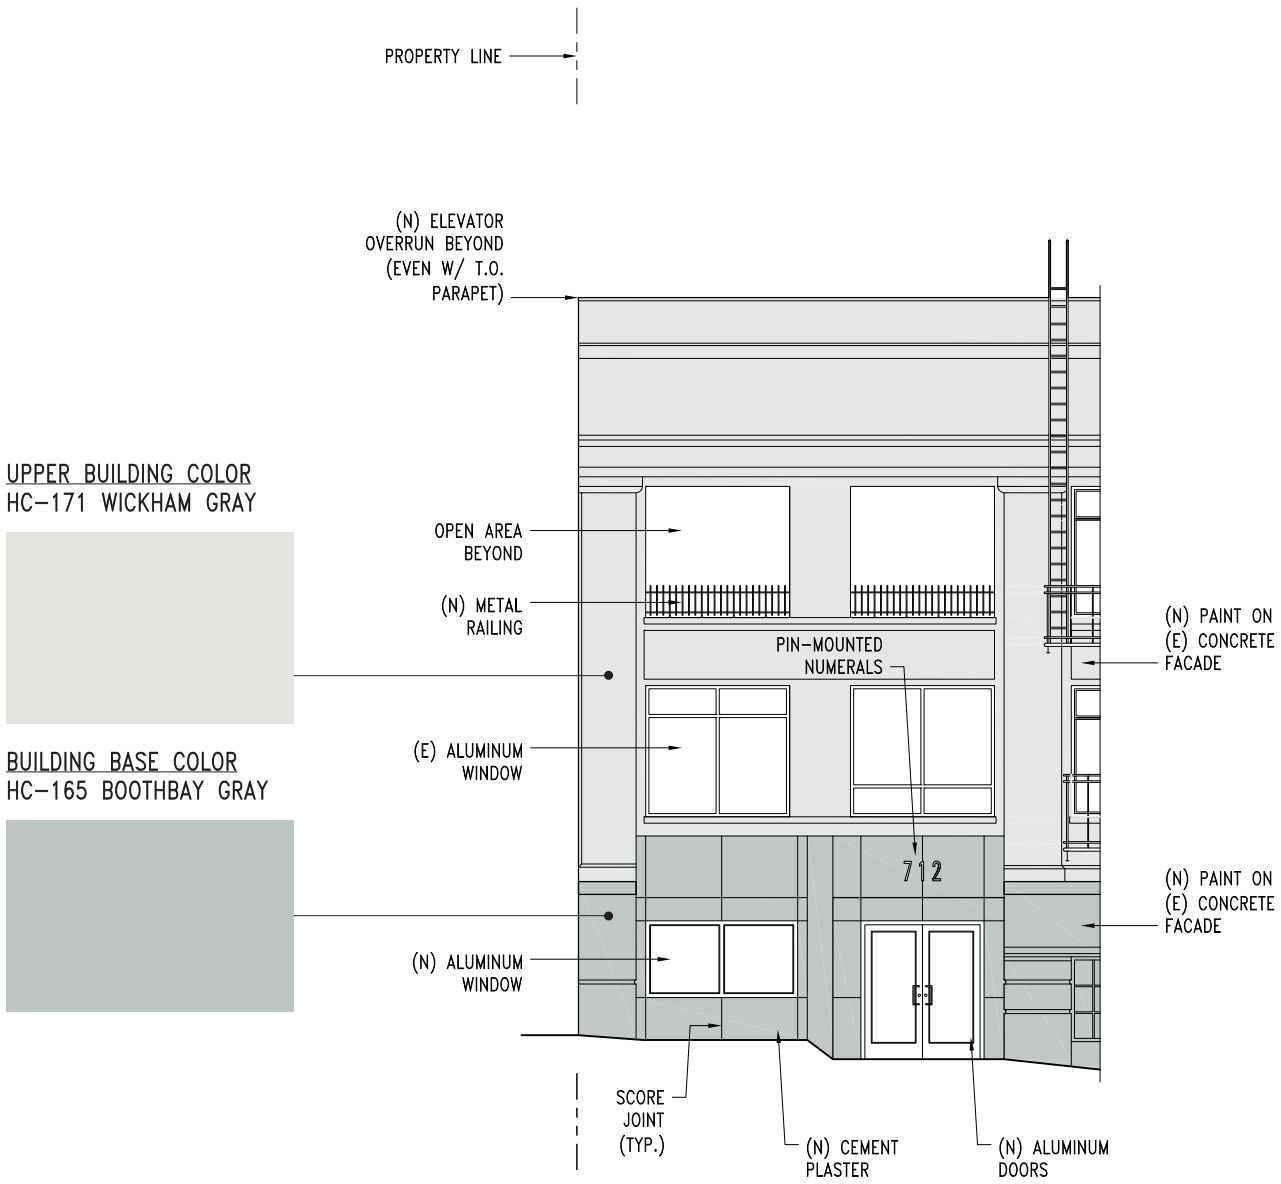 PROPERTY LINE
(N) ELEVATOR
OVERRUN BEYOND
(EVEN W/ T.O.
PARAPET)
UPPER BUILDING COLOR
HC-171 WICKHAM GRAY
OPEN AREA
BEYOND
(N) METAL
RAILING
PIN-MOUNTED
NUMERALS
(N) PAINT ON
(E) CONCRETE
FACADE
(E) ALUMINUM
WINDOW
BUILDING BASE COLOR
HC-165 BOOTHBAY GRAY
712
(N) PAINT ON
(E) CONCRETE
FACADE
(N) ALUMINUM
WINDOW
SCORE
JOINT
(TYP.)
(N) CEMENT
PLASTER
(N) ALUMINUM
DOORS